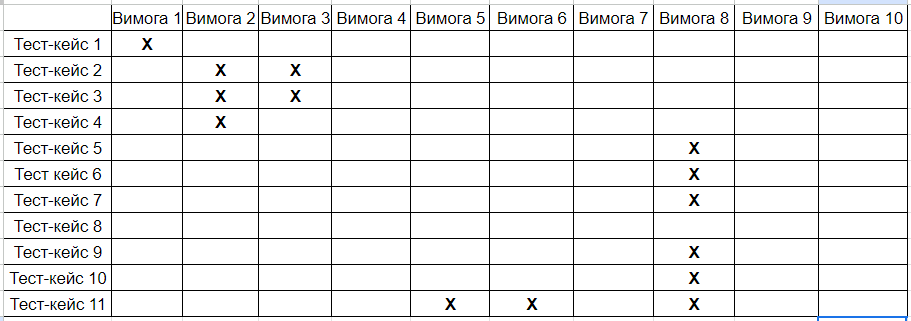 Вимога 1 Вимога 2 Вимога 3 Вимога 4 Вимога 5 Вимога 6 Вимога 7 Вимога 8 Вимога 9 Вимога 10
Тест-кейс 1 X
Тест-кейс 2 X X
Тест-кейс 3 X X
Тест-кейс 4 X
Тест-кейс 5 X
Тест кейс 6 X
Тест-кейс 7 X
Тест-кейс 8
Тест-кейс 9 X
Тест-кейс 10 X
Тест-кейс 11 X X X